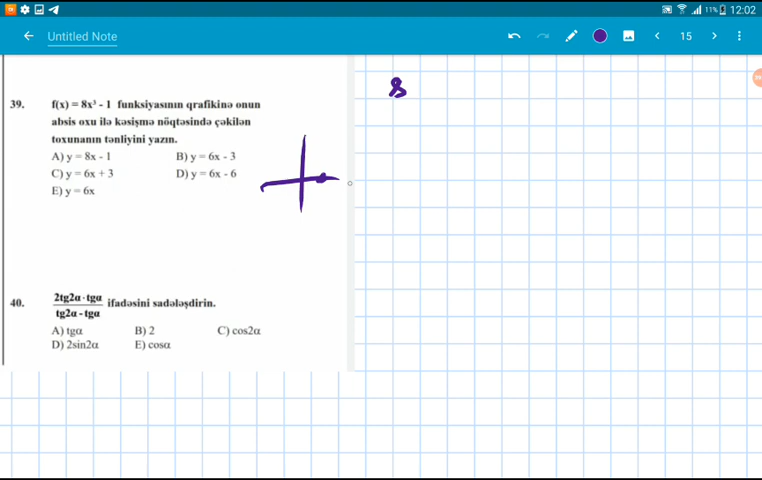 11% 12:02
Untitled Note
15
8
39. f(x) = 8x³ - 1 funksiyasının qrafikinə onun
absis oxu ilə kəsişmə nöqtəsində çəkilən
toxunanın tənliyini yazın.
A) y = 8x - 1 B) y = 6x - 3
C) y = 6x + 3 D) y = 6x - 6
E) y = 6x
40. 2tg2α · tgα
tg2α - tgα ifadəsini sadələşdirin.
A) tgα B) 2 C) cos2α
D) 2sin2α E) cosα